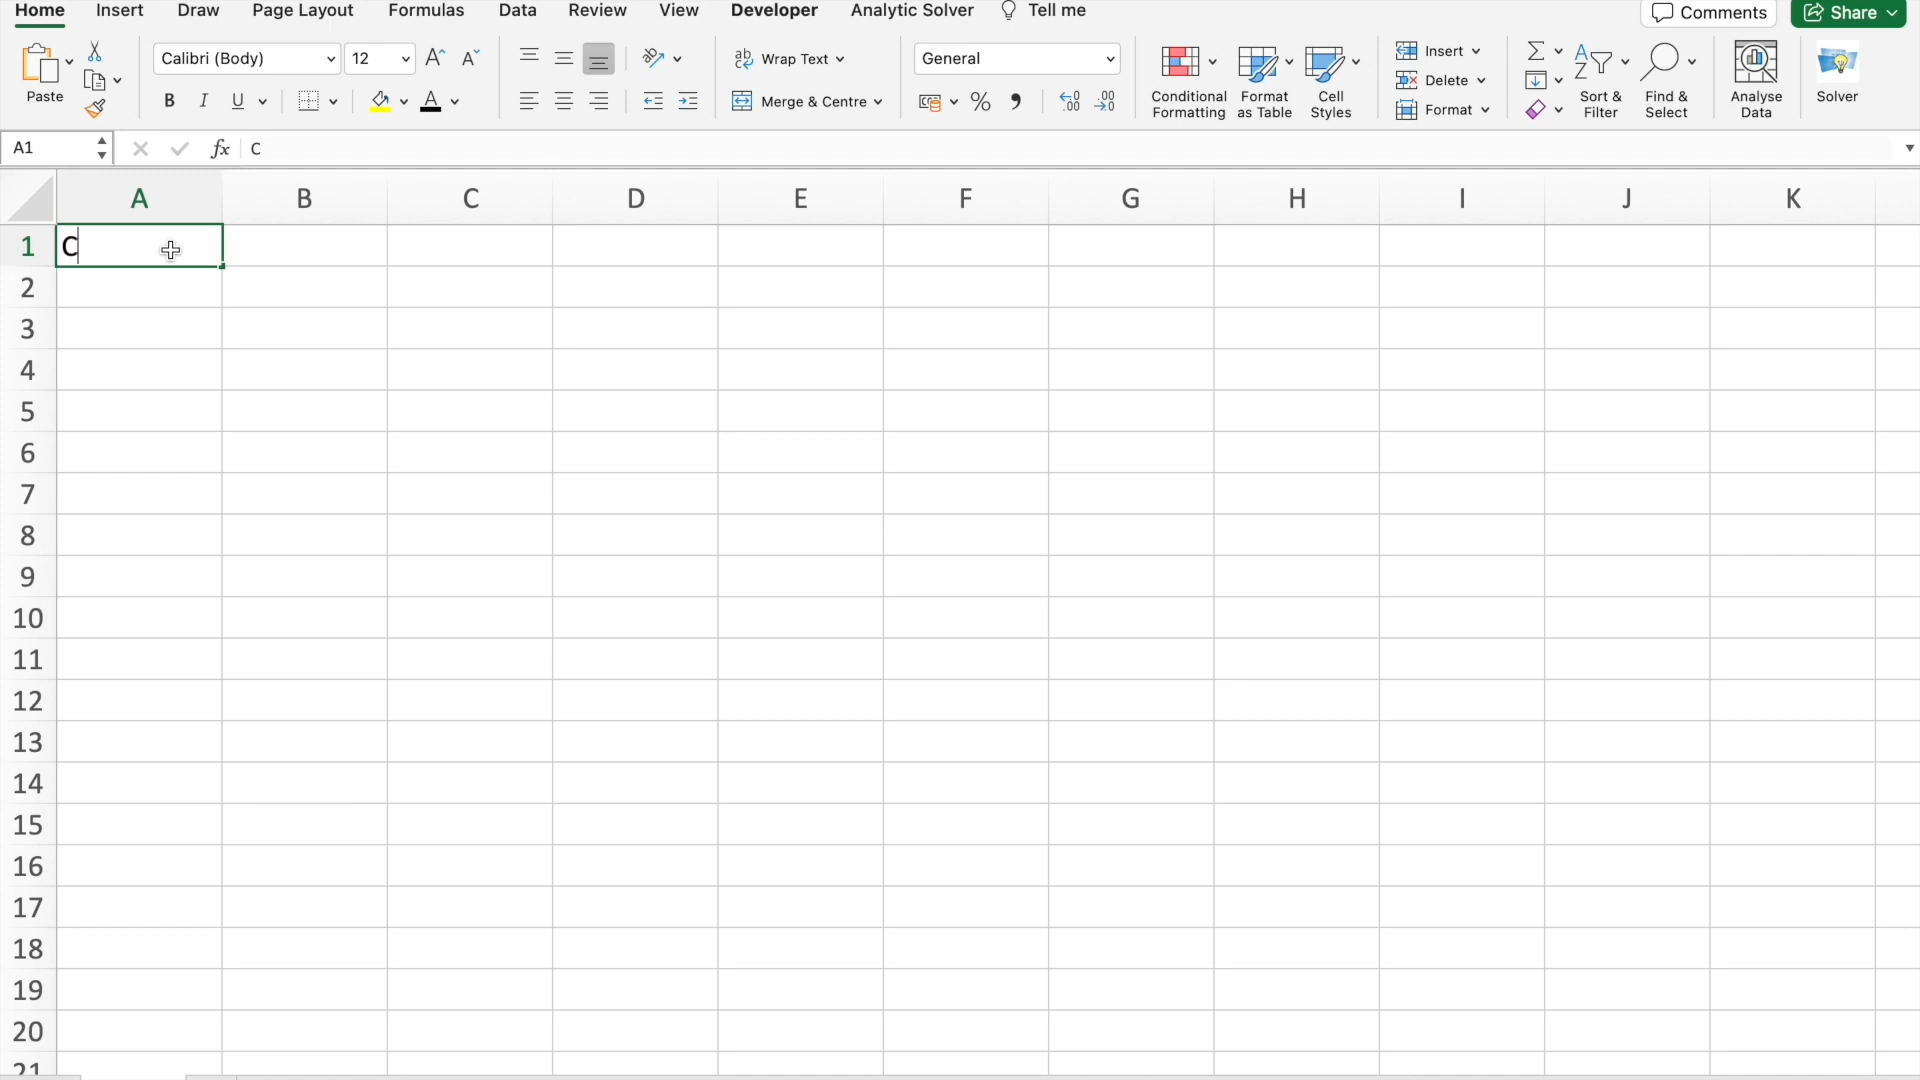 Home Insert Draw Page Layout Formulas Data Review View Developer Analytic Solver Tell me Comments Share
Calibri (Body) 12 Wrap Text General Insert
Delete
Paste B I U Merge & Centre % Conditional Formatting Format as Table Cell Styles Format Sort & Filter Find & Select Analyse Data Solver
A1 fx C
A B C D E F G H I J K
1 C
2
3
4
5
6
7
8
9
10
11
12
13
14
15
16
17
18
19
20
21